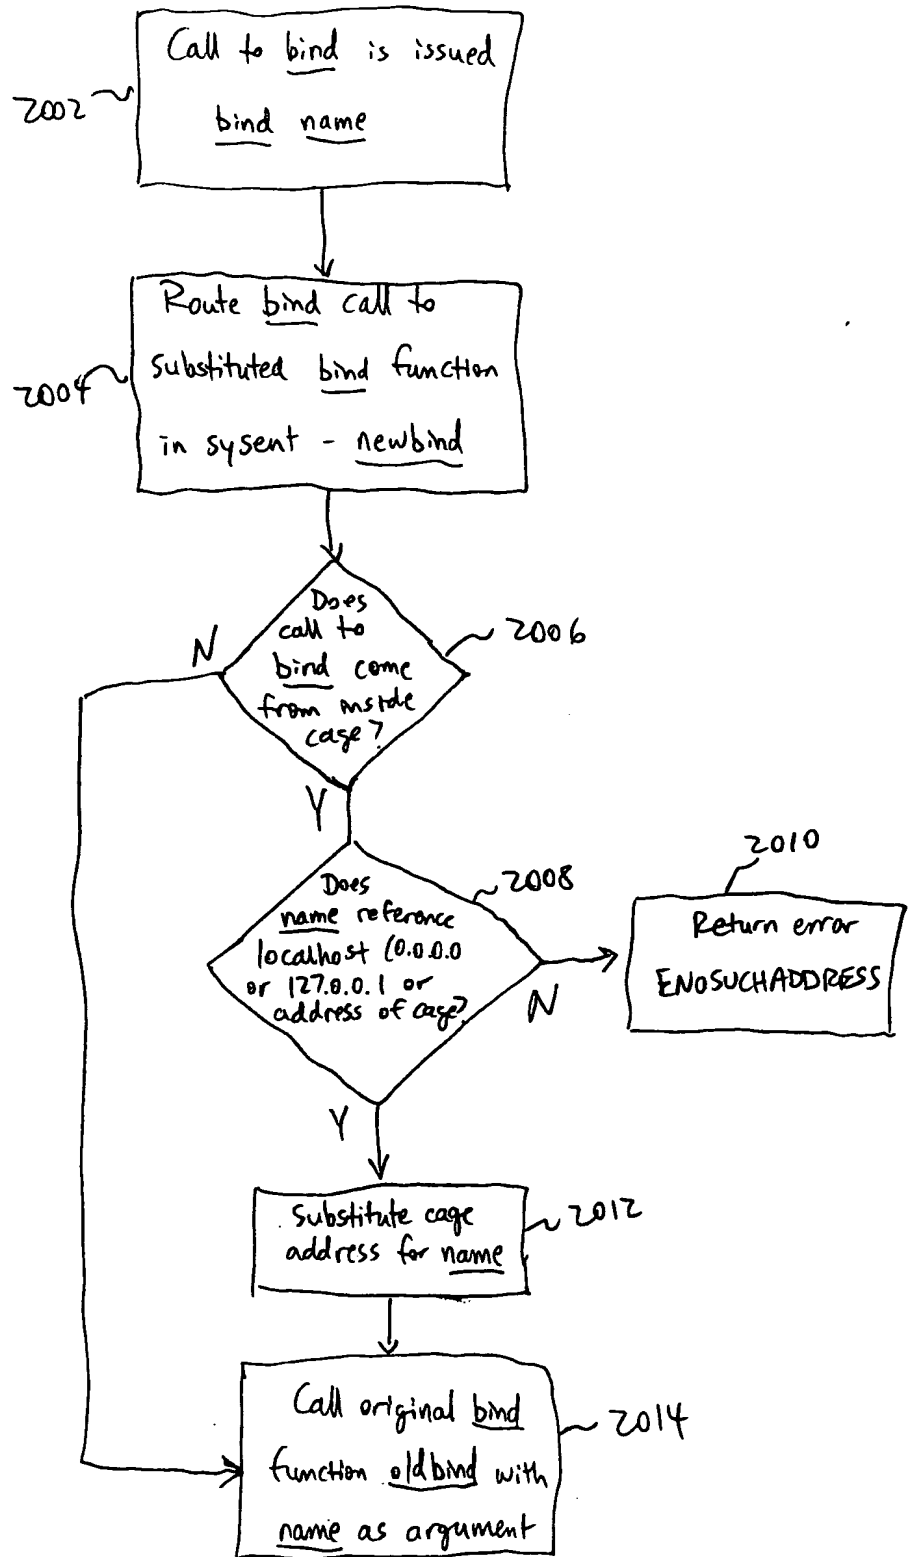 Call to bind is issued
bind name
2002
Route bind call to
substituted bind function
in sysent - newbind
2004
Does
call to
bind come
from inside
cage?
2006
N
Y
Does
name reference
localhost (0.0.0.0
or 127.0.0.1 or
address of cage?
2008
N
2010
Return error
ENOSUCHADDRESS
Y
Substitute cage
address for name
2012
Call original bind
function oldbind with
name as argument
2014